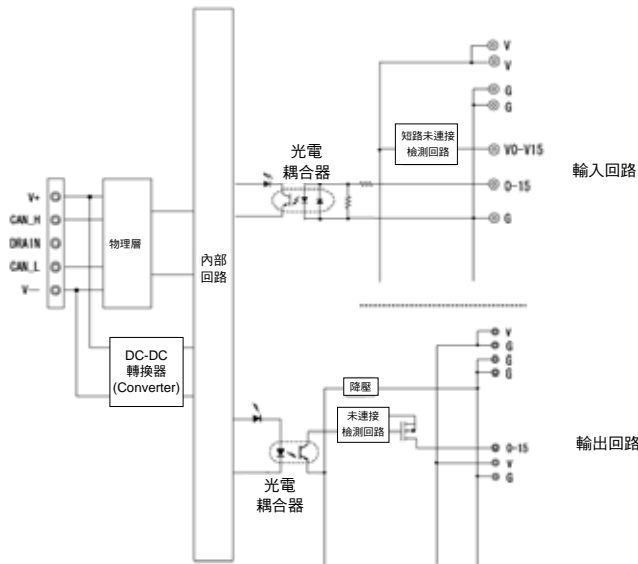 V
V
G
G
短路未連接
檢測回路
V0-V15
光電
耦合器
輸入回路
0-15
G
V+
CAN_H
DRAIN
CAN_L
V—
物理層
內部
回路
DC-DC
轉換器
(Converter)
V
G
G
G
降壓
未連接
檢測回路
0-15
輸出回路
V
G
光電
耦合器